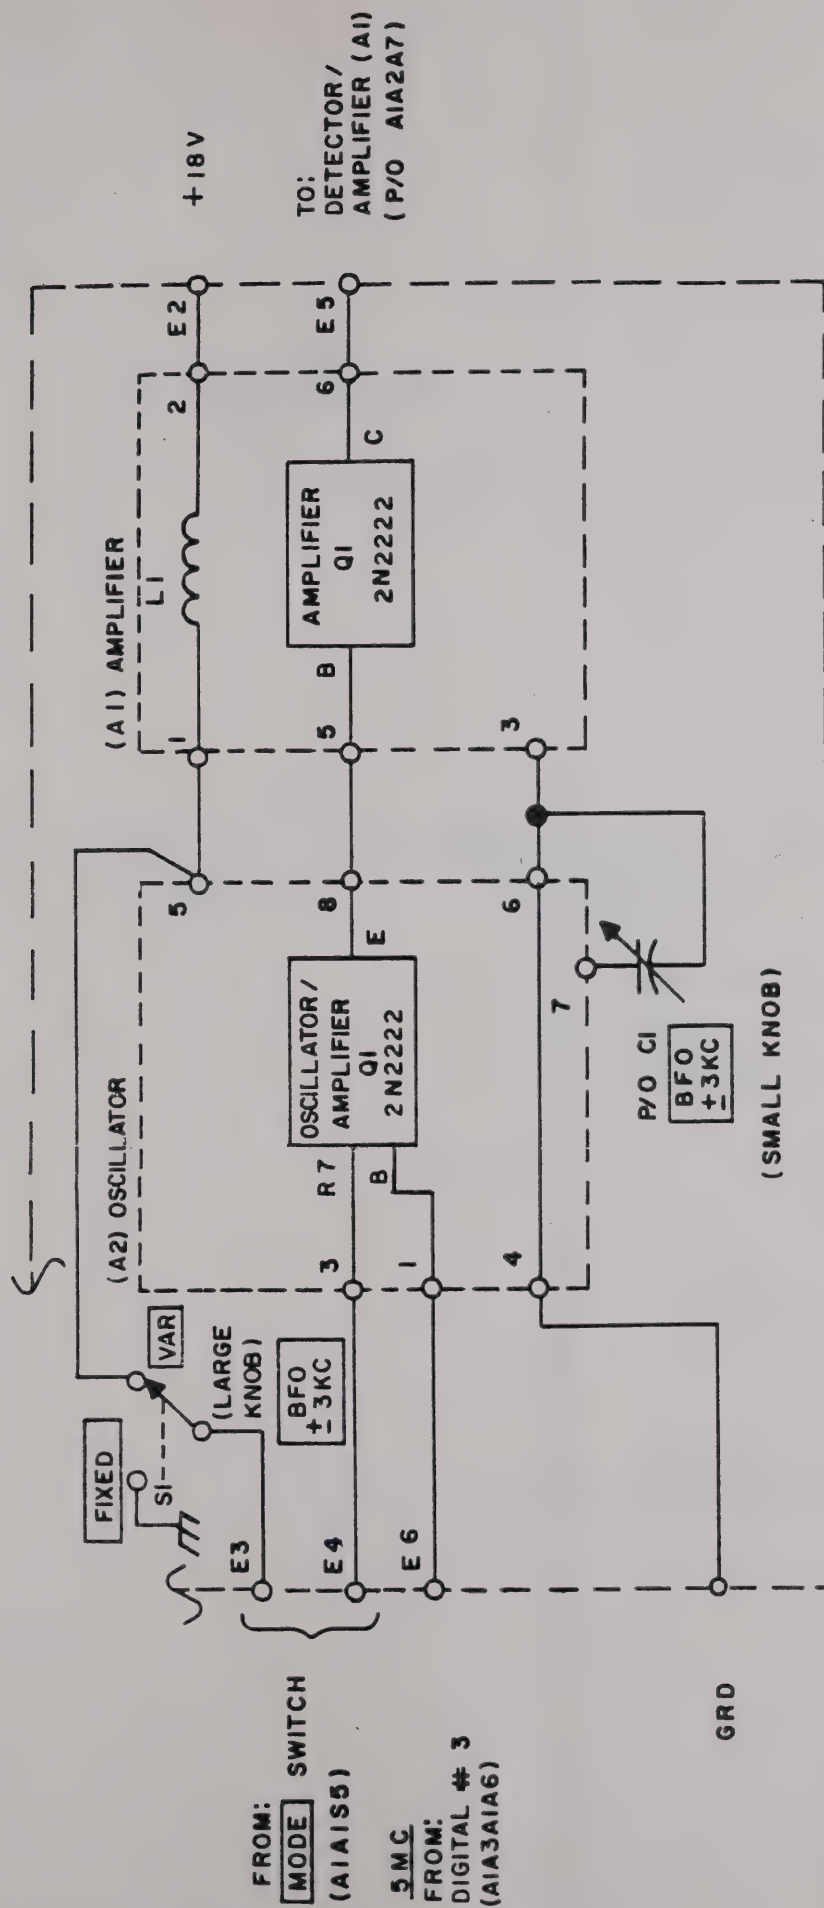 FROM:
MODE SWITCH
(A1A1S5)
5MC
FROM:
DIGITAL # 3
(A1A3A1A6)
GRD
E3
E4
E6
FIXED
S1
VAR
(LARGE
KNOB)
BFO
±3KC
(A2) OSCILLATOR
3
1
4
R7
B
OSCILLATOR/
AMPLIFIER
Q1
2N2222
E
5
8
6
7
P/O C1
BFO
±3KC
(SMALL KNOB)
(A1) AMPLIFIER
1
5
3
L1
B
AMPLIFIER
Q1
2N2222
C
2
6
E2
E5
+18V
TO:
DETECTOR/
AMPLIFIER (A1)
(P/O A1A2A7)